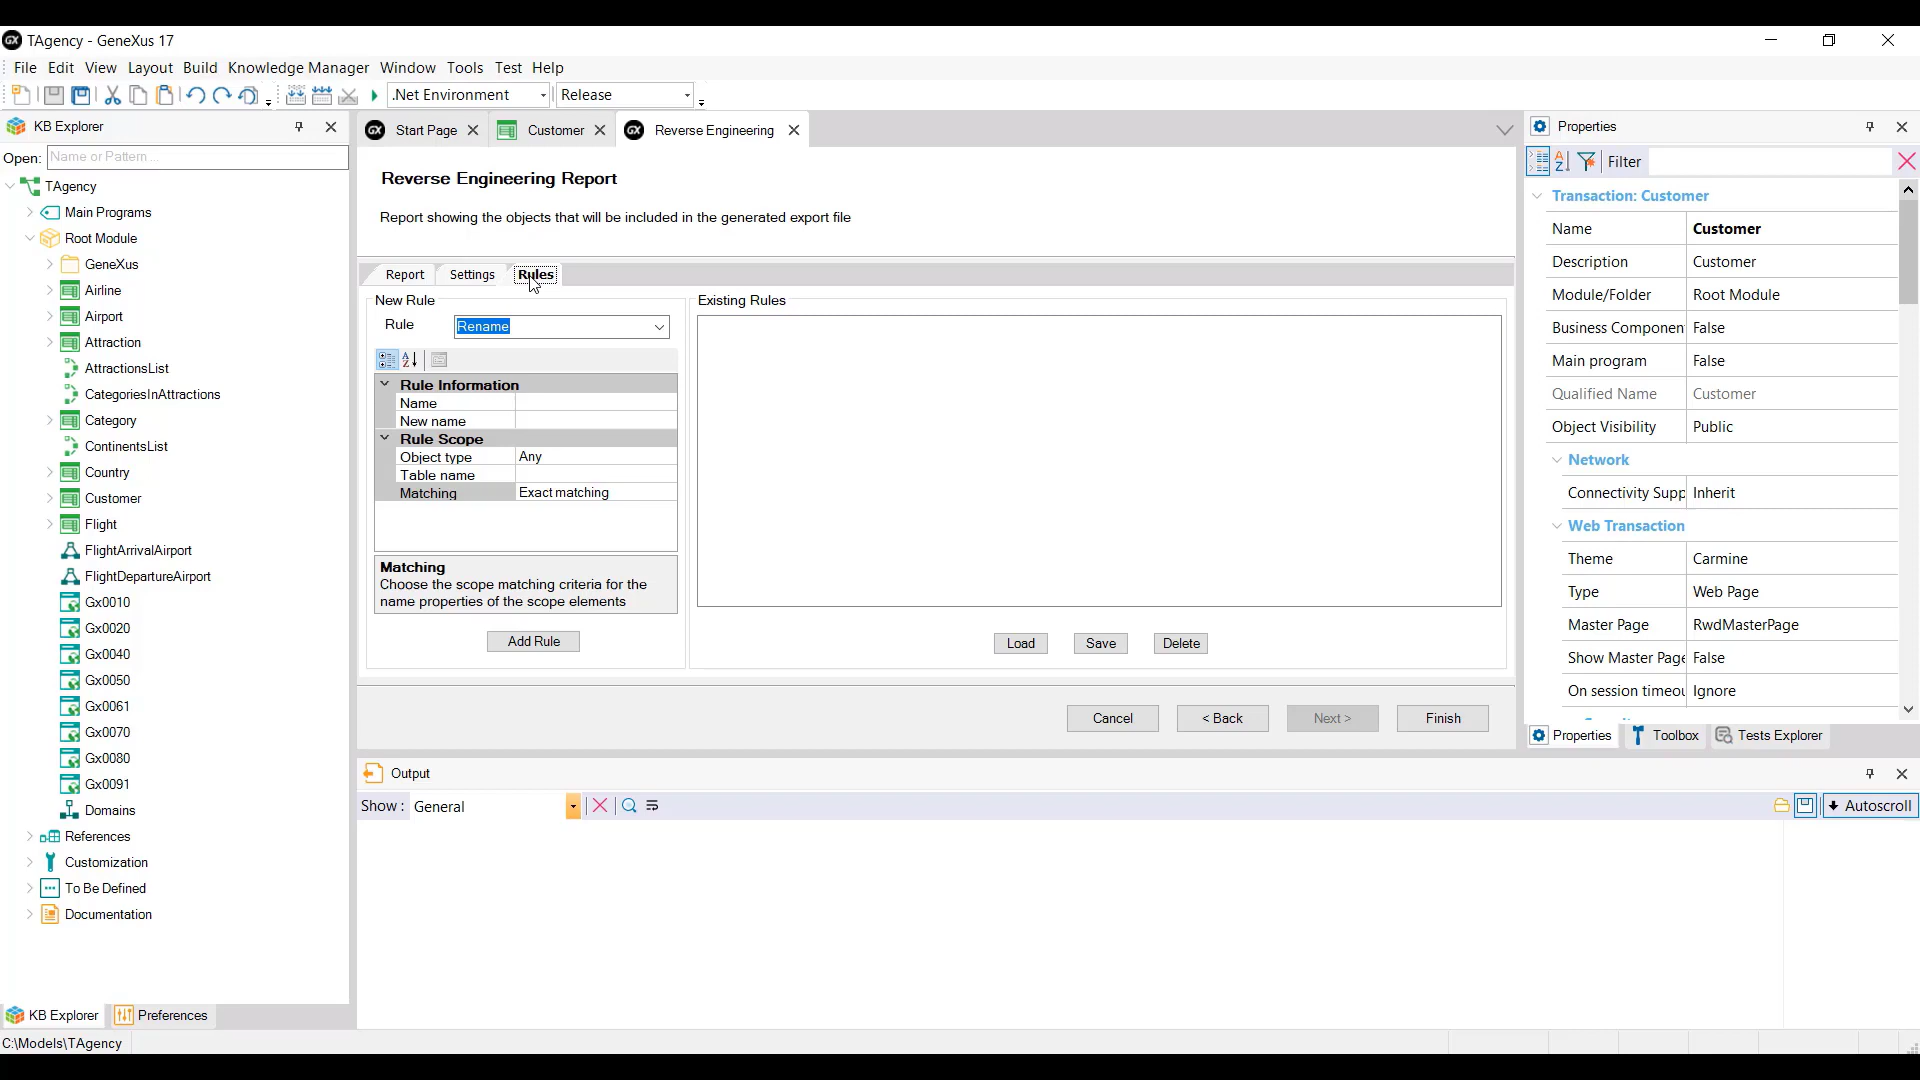 TAgency - GeneXus 17
File Edit View Layout Build Knowledge Manager Window Tools Test Help
.Net Environment Release
KB Explorer
Open: Name or Pattern ...
TAgency
Main Programs
Root Module
GeneXus
Airline
Airport
Attraction
AttractionsList
CategoriesInAttractions
Category
ContinentsList
Country
Customer
Flight
FlightArrivalAirport
FlightDepartureAirport
Gx0010
Gx0020
Gx0040
Gx0050
Gx0061
Gx0070
Gx0080
Gx0091
Domains
References
Customization
To Be Defined
Documentation
KB Explorer Preferences
C:\Models\TAgency
Start Page Customer Reverse Engineering
Reverse Engineering Report
Report showing the objects that will be included in the generated export file
Report Settings Rules
New Rule
Rule Rename
Rule Information
Name
New name
Rule Scope
Object type Any
Table name
Matching Exact matching
Matching
Choose the scope matching criteria for the
name properties of the scope elements
Add Rule
Existing Rules
Load Save Delete
Cancel < Back Next > Finish
Output
Show : General
Autoscroll
Properties
Filter
Transaction: Customer
Name Customer
Description Customer
Module/Folder Root Module
Business Componen False
Main program False
Qualified Name Customer
Object Visibility Public
Network
Connectivity Supp Inherit
Web Transaction
Theme Carmine
Type Web Page
Master Page RwdMasterPage
Show Master Page False
On session timeou Ignore
Properties Toolbox Tests Explorer